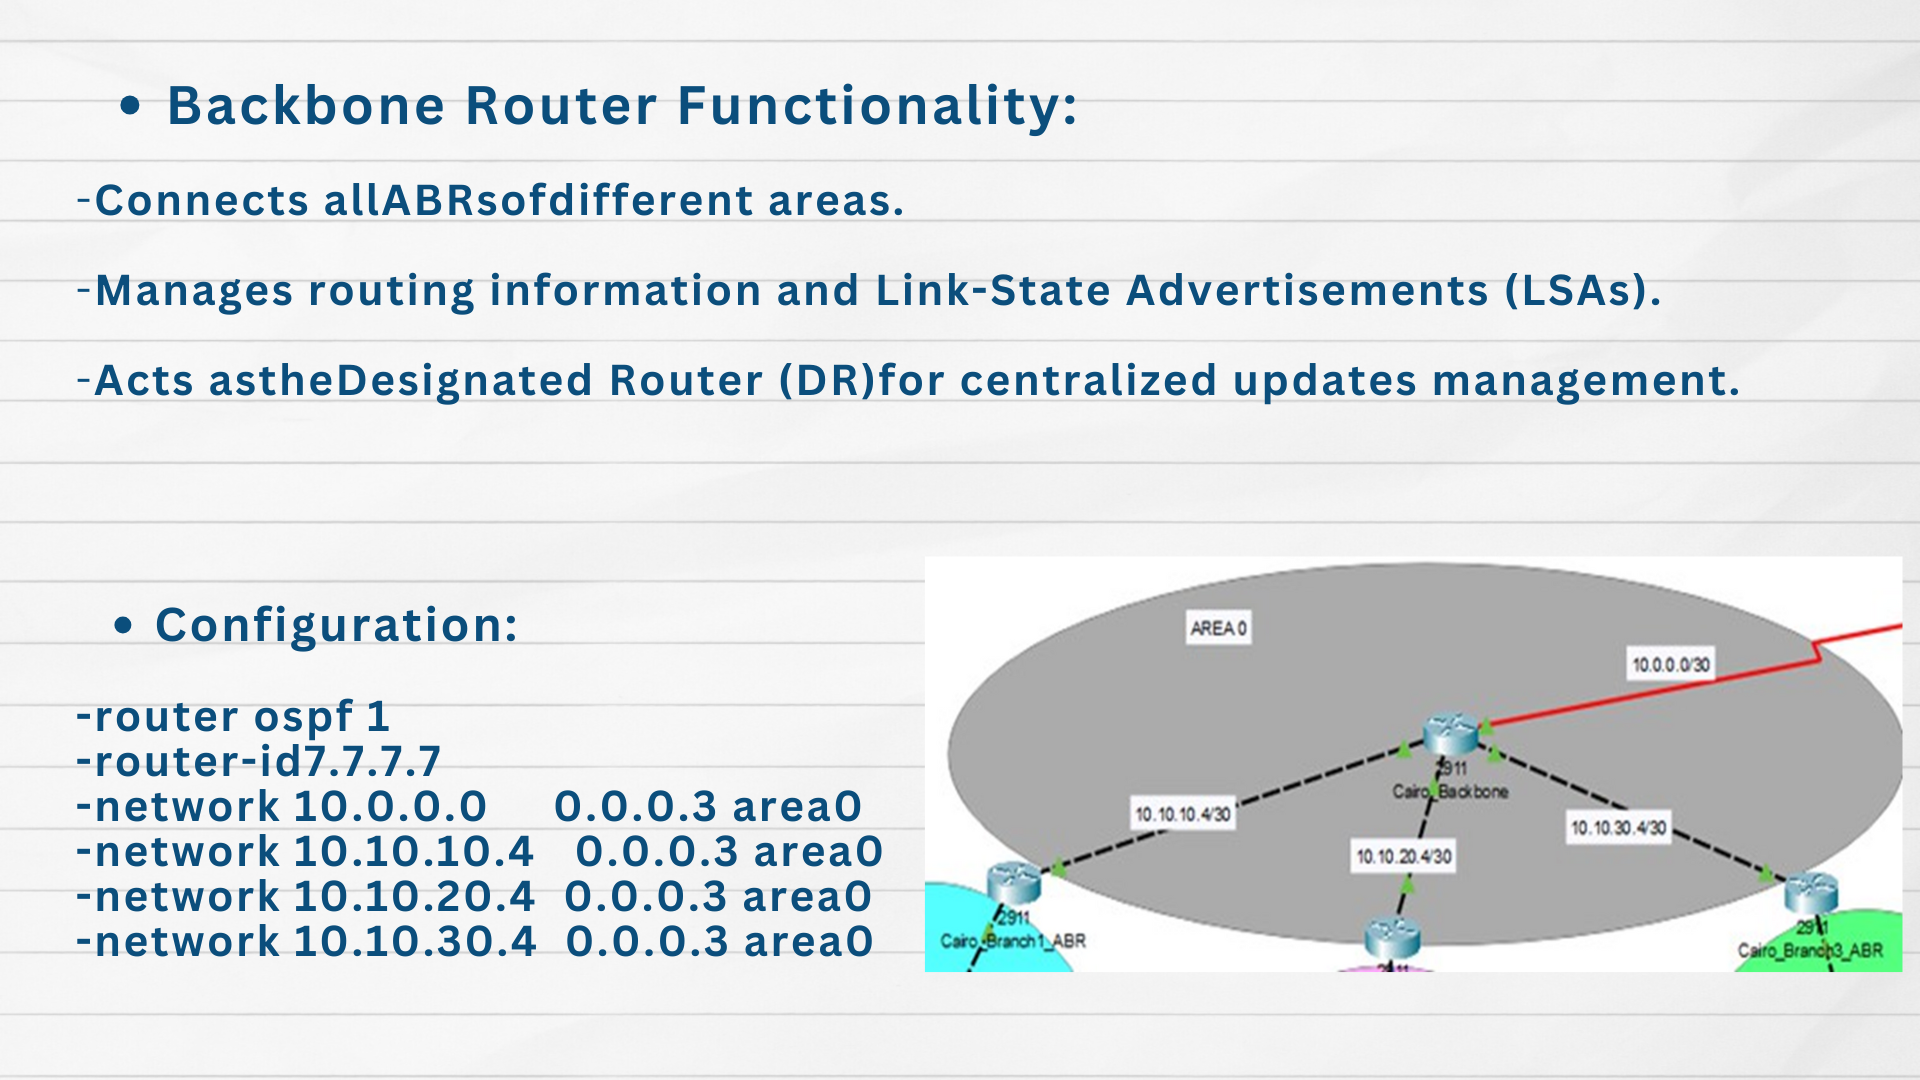 • Backbone Router Functionality:
-Connects allABRsofdifferent areas.
-Manages routing information and Link-State Advertisements (LSAs).
-Acts astheDesignated Router (DR)for centralized updates management.
• Configuration:
-router ospf 1
-router-id7.7.7.7
-network 10.0.0.0 0.0.0.3 area0
-network 10.10.10.4 0.0.0.3 area0
-network 10.10.20.4 0.0.0.3 area0
-network 10.10.30.4 0.0.0.3 area0
AREA 0
10.0.0.0/30
2911
Cairo_Backbone
10.10.10.4/30
10.10.20.4/30
10.10.30.4/30
2911
Cairo_Branch1_ABR
2911
2911
Cairo_Branch3_ABR